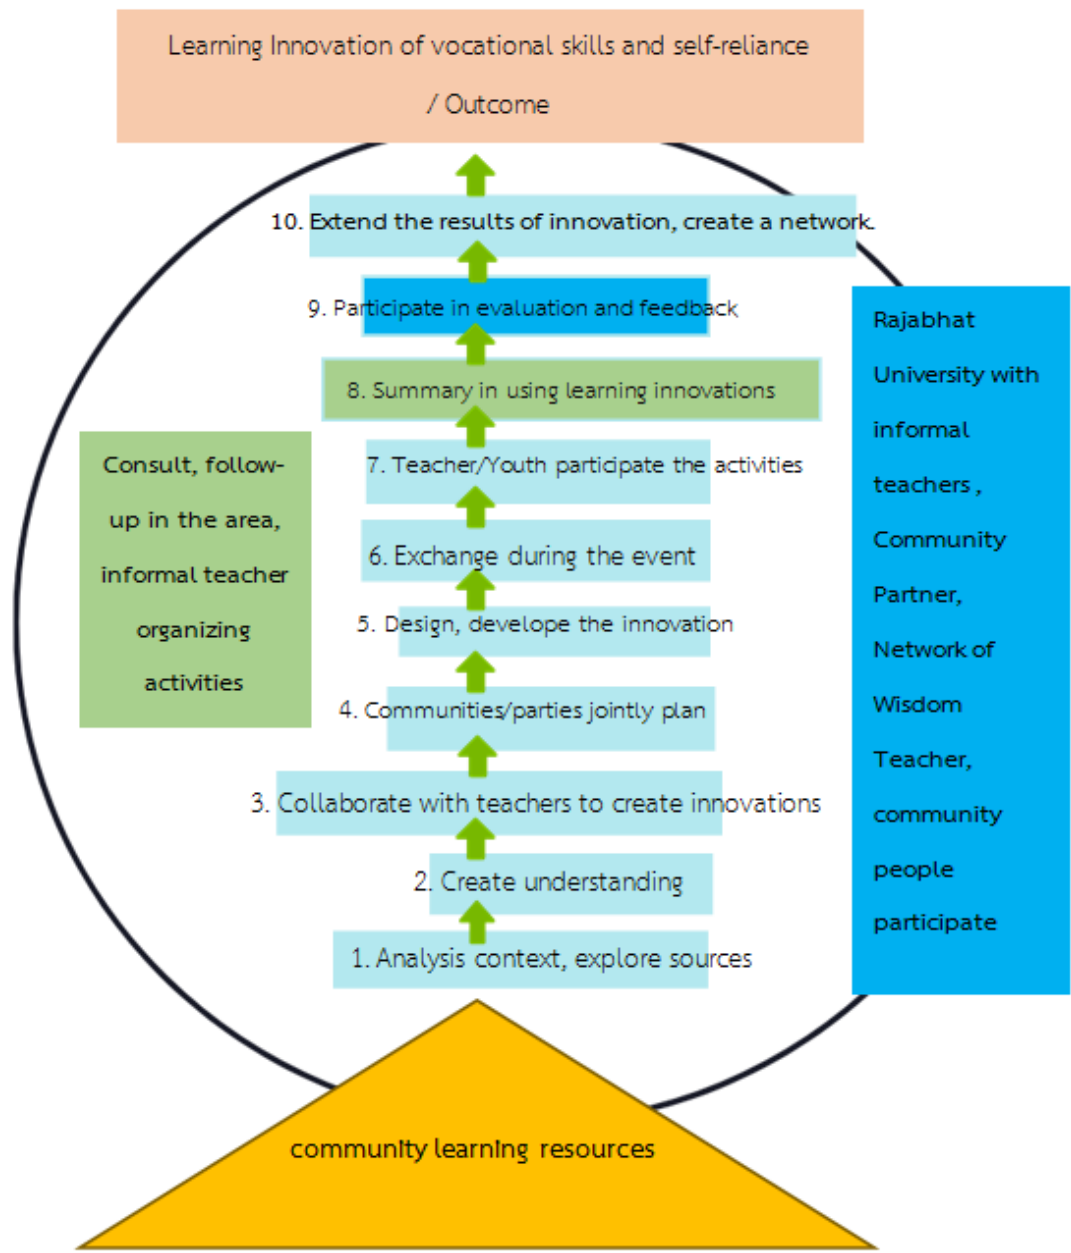 Learning Innovation of vocational skills and self-reliance
/ Outcome
10. Extend the results of innovation, create a network.
9. Participate in evaluation and feedback
8. Summary in using learning innovations
7. Teacher/Youth participate the activities
6. Exchange during the event
5. Design, develope the innovation
4. Communities/parties jointly plan
3. Collaborate with teachers to create innovations
2. Create understanding
1. Analysis context, explore sources
Consult, follow-
up in the area,
informal teacher
organizing
activities
Rajabhat
University with
informal
teachers ,
Community
Partner,
Network of
Wisdom
Teacher,
community
people
participate
community learning resources